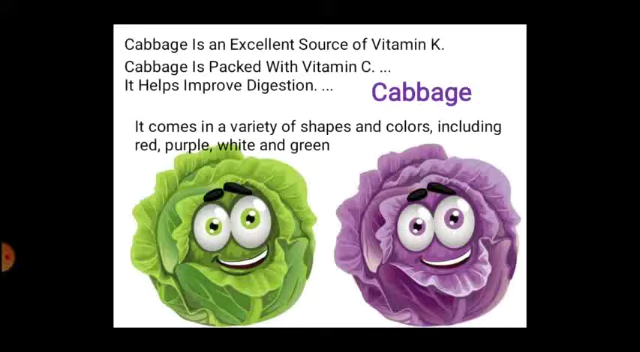 Cabbage Is an Excellent Source of Vitamin K.
Cabbage Is Packed With Vitamin C. ...
It Helps Improve Digestion. ...
Cabbage
It comes in a variety of shapes and colors, including
red, purple, white and green